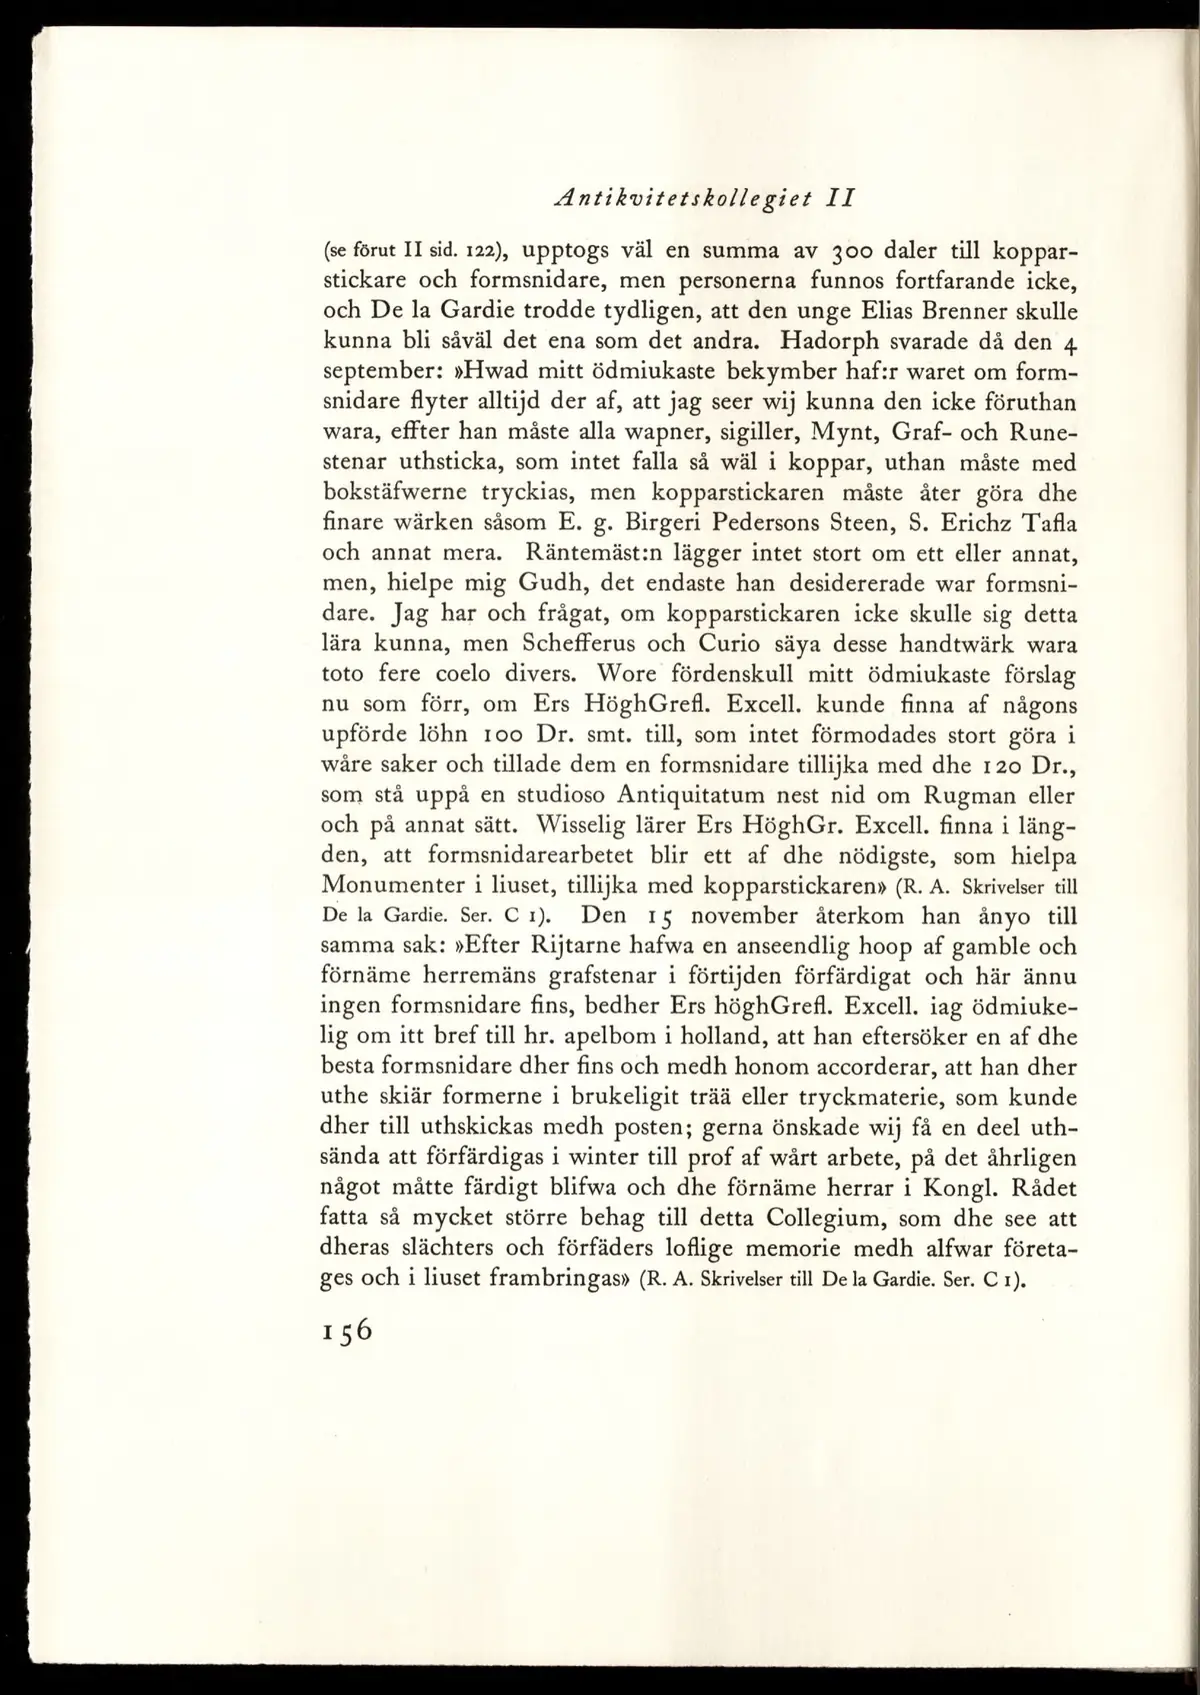 Antikvitetskollegiet II
(se förut II sid. 122), upptogs väl en summa av 300 daler till koppar-
stickare och formsnidare, men personerna funnos fortfarande icke,
och De la Gardie trodde tydligen, att den unge Elias Brenner skulle
kunna bli såväl det ena som det andra. Hadorph svarade då den 4
september: »Hwad mitt ödmiukaste bekymber haf:r waret om form-
snidare flyter alltijd der af, att jag seer wij kunna den icke föruthan
wara, effter han måste alla wapner, sigiller, Mynt, Graf- och Rune-
stenar uthsticka, som intet falla så wäl i koppar, uthan måste med
bokstäfwerne tryckias, men kopparstickaren måste åter göra dhe
finare wärken såsom E. g. Birgeri Pedersons Steen, S. Erichz Tafla
och annat mera. Räntemäst:n lägger intet stort om ett eller annat,
men, hielpe mig Gudh, det endaste han desidererade war formsni-
dare. Jag har och frågat, om kopparstickaren icke skulle sig detta
lära kunna, men Schefferus och Curio säya desse handtwärk wara
toto fere coelo divers. Wore fördenskull mitt ödmiukaste förslag
nu som förr, om Ers HöghGrefl. Excell. kunde finna af någons
upförde löhn 100 Dr. smt. till, som intet förmodades stort göra i
wåre saker och tillade dem en formsnidare tillijka med dhe 120 Dr.,
som stå uppå en studioso Antiquitatum nest nid om Rugman eller
och på annat sätt. Wisselig lärer Ers HöghGr. Excell. finna i läng-
den, att formsnidarearbetet blir ett af dhe nödigste, som hielpa
Monumenter i liuset, tillijka med kopparstickaren» (R. A. Skrivelser till
De la Gardie. Ser. C 1). Den 15 november återkom han ånyo till
samma sak: »Efter Rijtarne hafwa en anseendlig hoop af gamble och
förnäme herremäns grafstenar i förtijden förfärdigat och här ännu
ingen formsnidare fins, bedher Ers höghGrefl. Excell. iag ödmiuke-
lig om itt bref till hr. apelbom i holland, att han eftersöker en af dhe
besta formsnidare dher fins och medh honom accorderar, att han dher
uthe skiär formerne i brukeligit trää eller tryckmaterie, som kunde
dher till uthskickas medh posten; gerna önskade wij få en deel uth-
sända att förfärdigas i winter till prof af wårt arbete, på det åhrligen
något måtte färdigt blifwa och dhe förnäme herrar i Kongl. Rådet
fatta så mycket större behag till detta Collegium, som dhe see att
dheras slächters och förfäders loflige memorie medh alfwar företa-
ges och i liuset frambringas» (R. A. Skrivelser till De la Gardie. Ser. C 1).
156